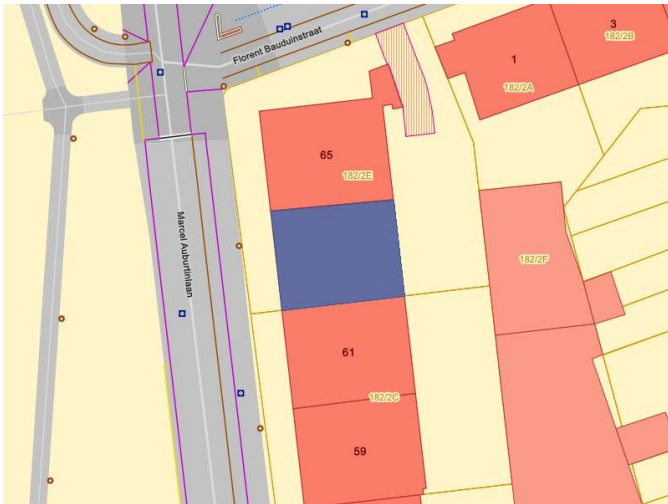 Florent Bauduinstraat
3
182/2B
1
182/2A
65
182/2E
Marcel Auburtinlaan
182/2F
61
182/2C
59